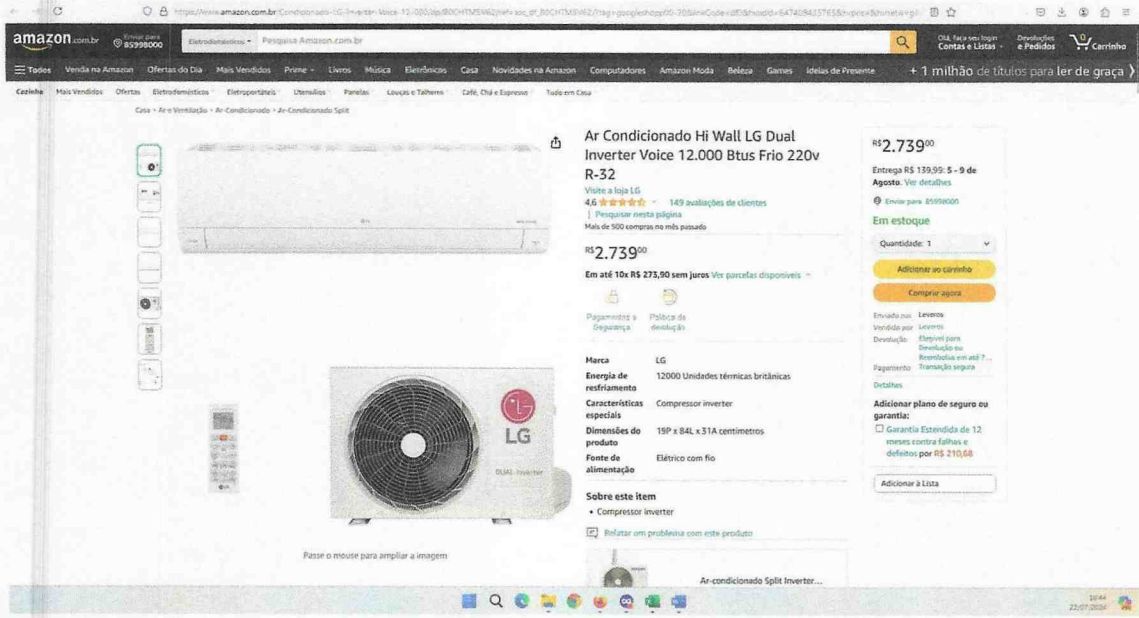 amazon.com.br
Enviar para
85998000
Eletrodomésticos
Pesquisa Amazon.com.br
Olá, faça seu login
Contas e Listas
Devoluções
e Pedidos
0
Carrinho
Todos Venda na Amazon Ofertas do Dia Mais Vendidos Prime Livros Música Eletrônicos Casa Novidades na Amazon Computadores Amazon Moda Beleza Games Ideias de Presente + 1 milhão de títulos para ler de graça
Cozinha Mais Vendidos Ofertas Eletrodomésticos Eletroportáteis Utensílios Panelas Louças e Talheres Café, Chá e Espresso Tudo em Casa
Casa › Ar e Ventilação › Ar-Condicionado › Ar-Condicionado Split
Ar Condicionado Hi Wall LG Dual
Inverter Voice 12.000 Btus Frio 220v
R-32
Visite a loja LG
4,6 149 avaliações de clientes
| Pesquisar nesta página
Mais de 500 compras no mês passado
R$2.73900
Em até 10x R$ 273,90 sem juros Ver parcelas disponíveis
Pagamentos e
Segurança
Política de
devolução
Marca LG
Energia de
resfriamento
12000 Unidades térmicas britânicas
Características
especiais
Compressor inverter
Dimensões do
produto
19P x 84L x 31A centímetros
Fonte de
alimentação
Elétrico com fio
Sobre este item
• Compressor inverter
Relatar um problema com este produto
Ar-condicionado Split Inverter...
R$2.73900
Entrega R$ 139,99: 5 - 9 de
Agosto. Ver detalhes
Enviar para 85998000
Em estoque
Quantidade: 1
Adicionar ao carrinho
Comprar agora
Enviado por Leveros
Vendido por Leveros
Devolução Elegível para
Devolução ou
Reembolso em até 7...
Pagamento Transação segura
Detalhes
Adicionar plano de seguro ou
garantia:
Garantia Estendida de 12
meses contra falhas e
defeitos por R$ 210,68
Adicionar à Lista
LG
DUAL Inverter
Passe o mouse para ampliar a imagem
16:44
22/07/2024